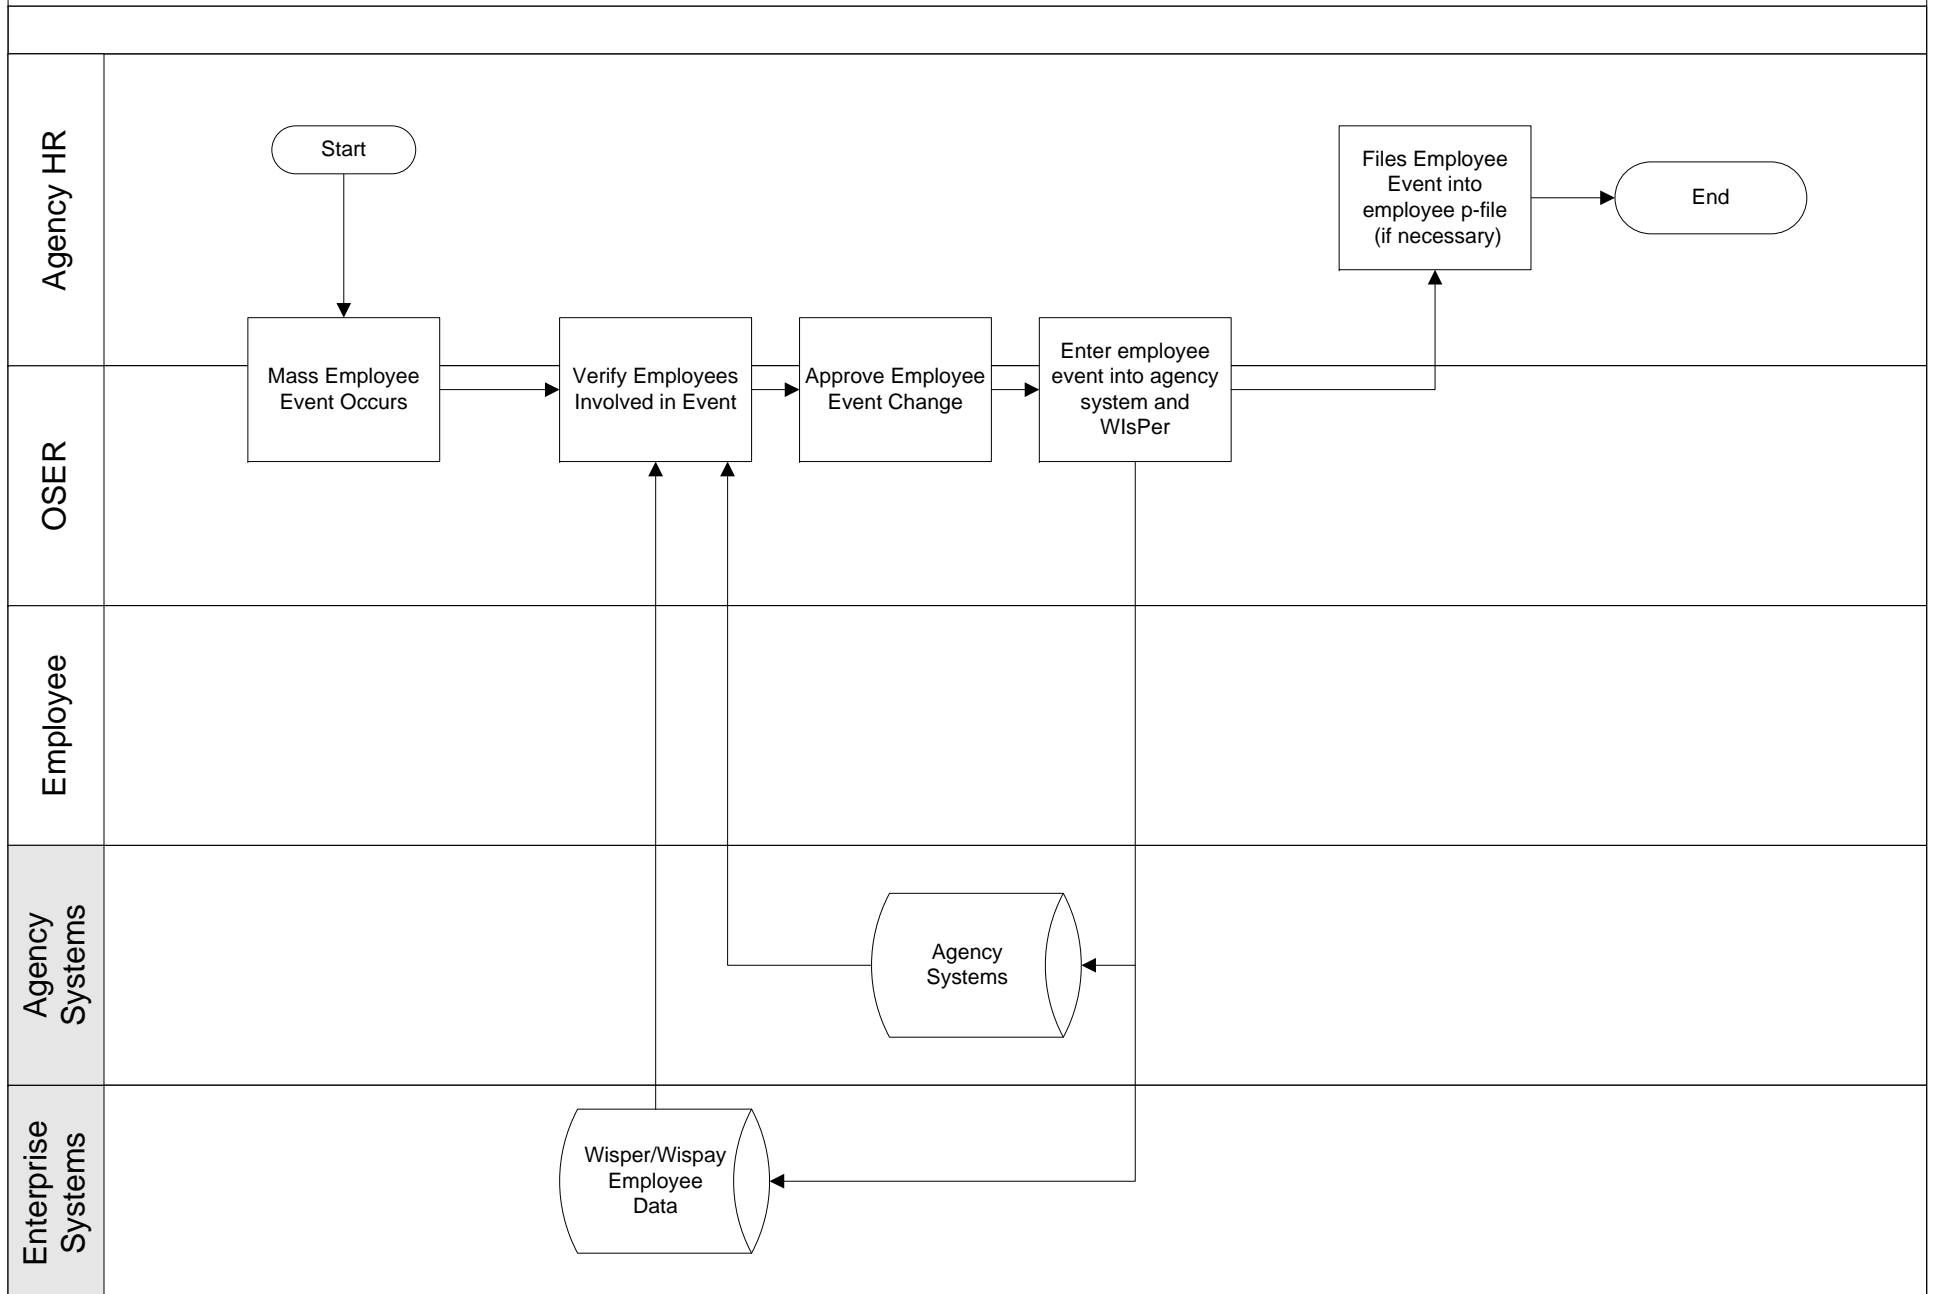 Agency HR
Start
Files Employee
Event into
employee p-file
(if necessary)
End
Mass Employee
Event Occurs
Verify Employees
Involved in Event
Approve Employee
Event Change
Enter employee
event into agency
system and
WIsPer
OSER
Employee
Agency
Systems
Agency
Systems
Enterprise
Systems
Wisper/Wispay
Employee
Data